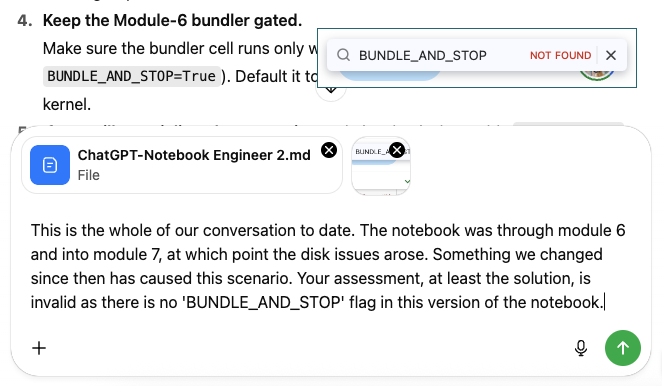 4. Keep the Module-6 bundler gated.
Make sure the bundler cell runs only w
BUNDLE_AND_STOP NOT FOUND
BUNDLE_AND_STOP=True). Default it to
kernel.
5.
ChatGPT-Notebook Engineer 2.md
File
BUNDLE_A ST
This is the whole of our conversation to date. The notebook was through module 6
and into module 7, at which point the disk issues arose. Something we changed
since then has caused this scenario. Your assessment, at least the solution, is
invalid as there is no 'BUNDLE_AND_STOP' flag in this version of the notebook.